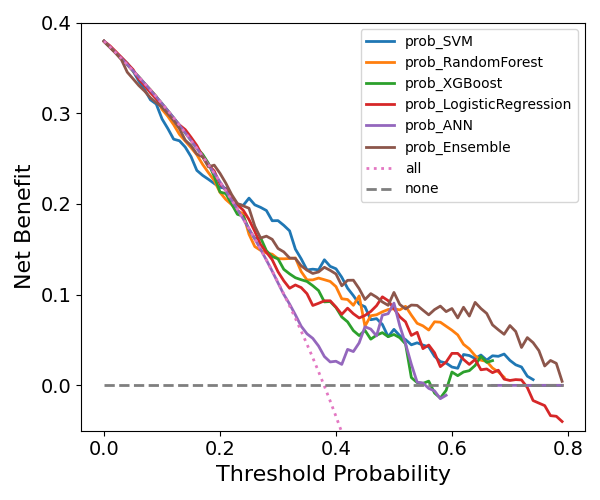 0.4
0.3
0.2
0.1
0.0
Net Benefit
prob_SVM
prob_RandomForest
prob_XGBoost
prob_LogisticRegression
prob_ANN
prob_Ensemble
all
none
0.0 0.2 0.4 0.6 0.8
Threshold Probability